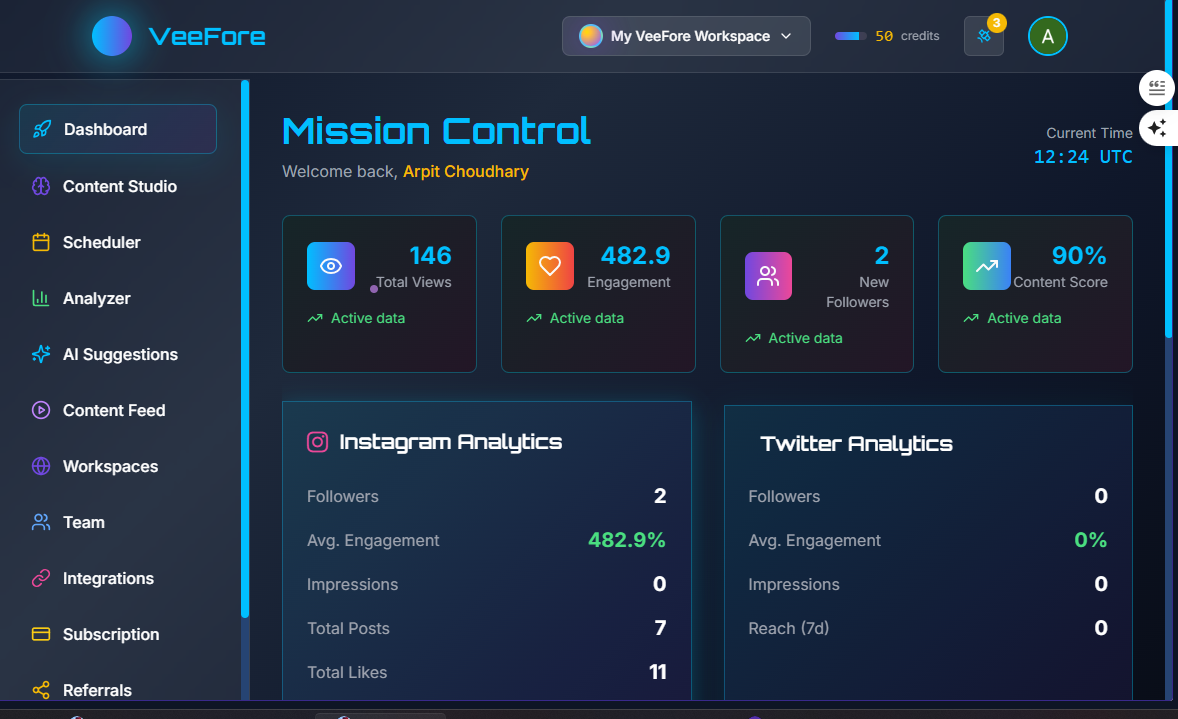 VeeFore
My VeeFore Workspace
50 credits
3
A
Dashboard
Content Studio
Scheduler
Analyzer
AI Suggestions
Content Feed
Workspaces
Team
Integrations
Subscription
Referrals
Mission Control
Welcome back, Arpit Choudhary
Current Time
12:24 UTC
146
Total Views
Active data
482.9
Engagement
Active data
2
New
Followers
Active data
90%
Content Score
Active data
Instagram Analytics
Followers 2
Avg. Engagement 482.9%
Impressions 0
Total Posts 7
Total Likes 11
Twitter Analytics
Followers 0
Avg. Engagement 0%
Impressions 0
Reach (7d) 0